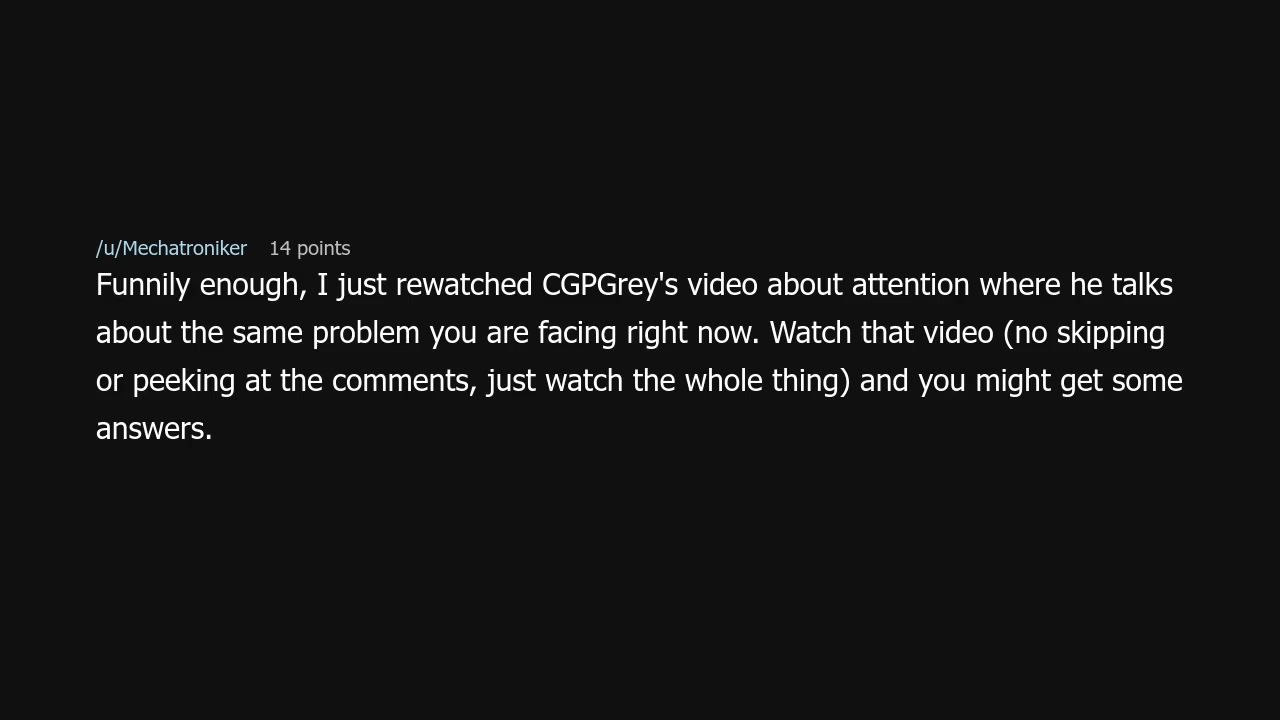 /u/Mechatroniker 14 points
Funnily enough, I just rewatched CGPGrey's video about attention where he talks
about the same problem you are facing right now. Watch that video (no skipping
or peeking at the comments, just watch the whole thing) and you might get some
answers.